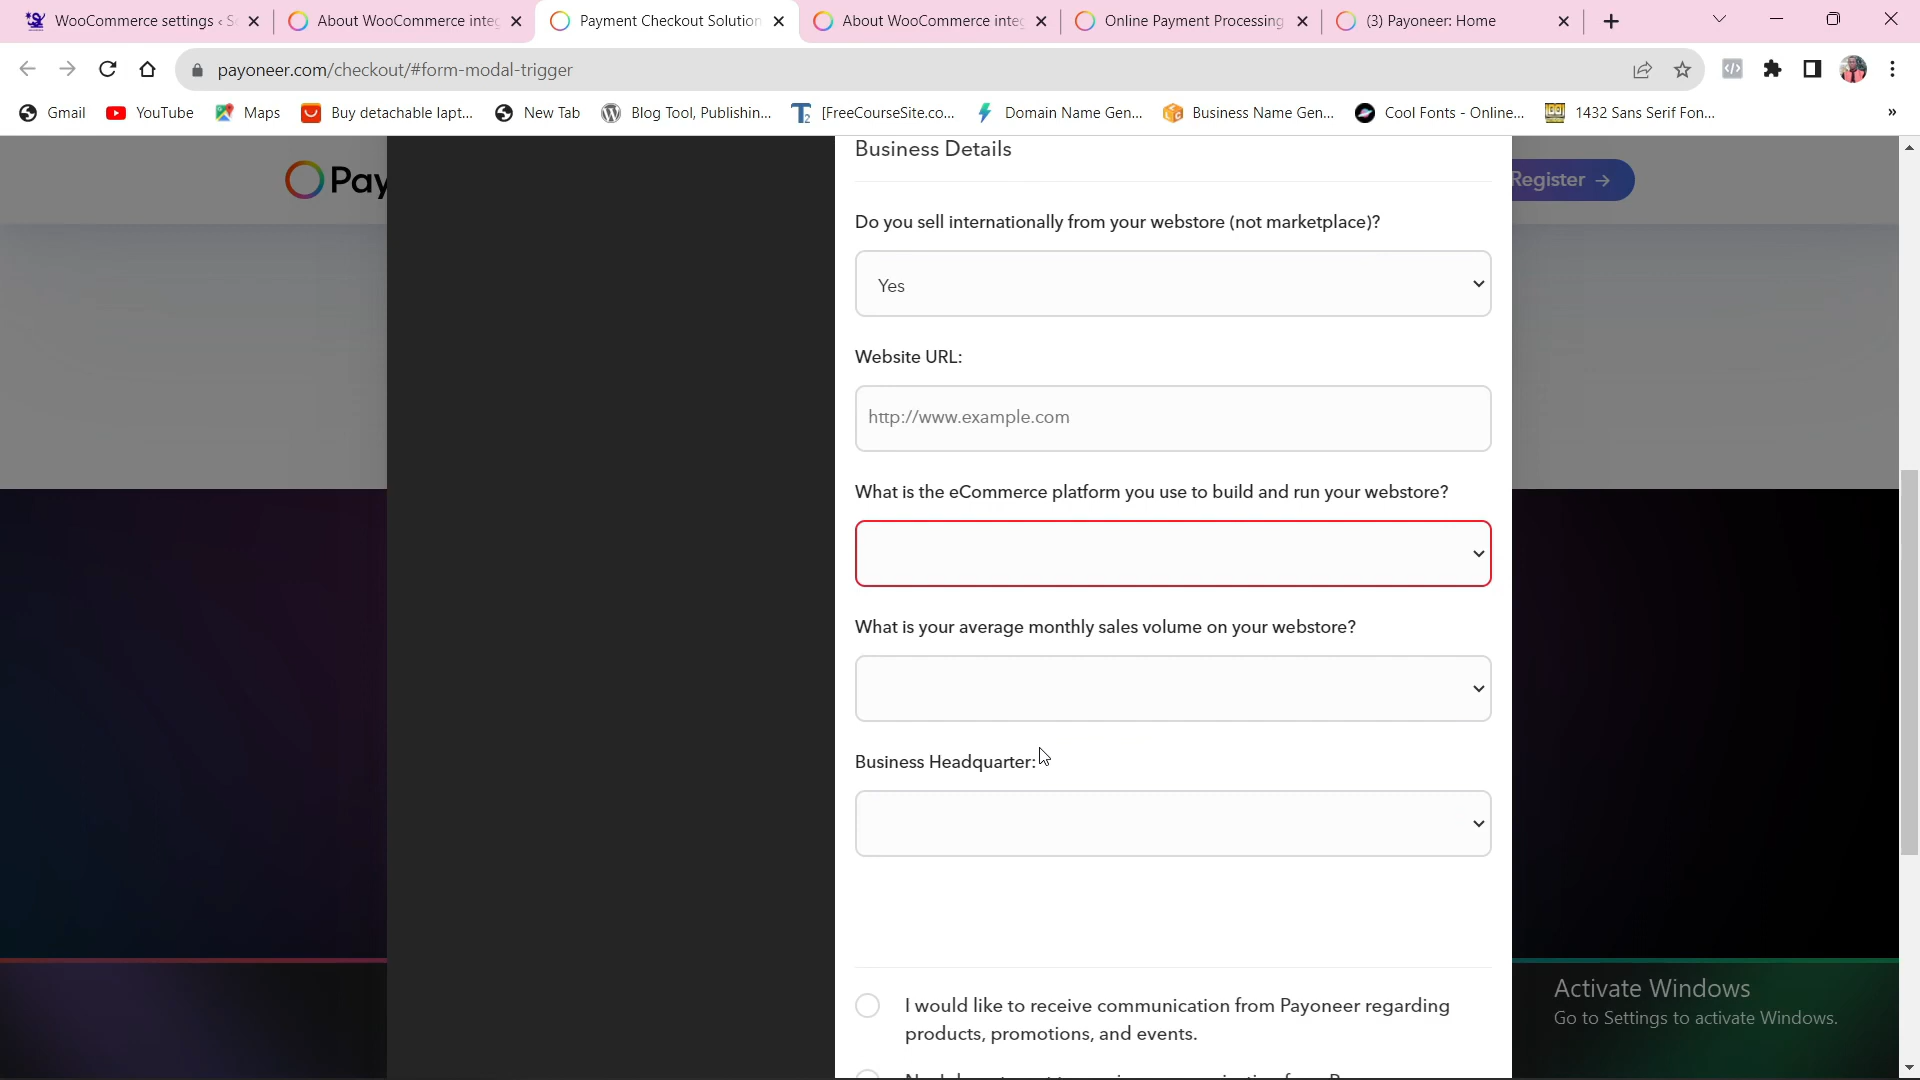 WooCommerce settings ‹ S
About WooCommerce integ
Payment Checkout Solution
About WooCommerce integ
Online Payment Processing
(3) Payoneer: Home
payoneer.com/checkout/#form-modal-trigger
Gmail
YouTube
Maps
Buy detachable lapt...
New Tab
Blog Tool, Publishin...
[FreeCourseSite.co...
Domain Name Gen...
Business Name Gen...
Cool Fonts - Online...
1432 Sans Serif Fon...
»
Pay
Register →
Business Details
Do you sell internationally from your webstore (not marketplace)?
Yes
Website URL:
http://www.example.com
What is the eCommerce platform you use to build and run your webstore?
What is your average monthly sales volume on your webstore?
Business Headquarter:
I would like to receive communication from Payoneer regarding
products, promotions, and events.
Activate Windows
Go to Settings to activate Windows.